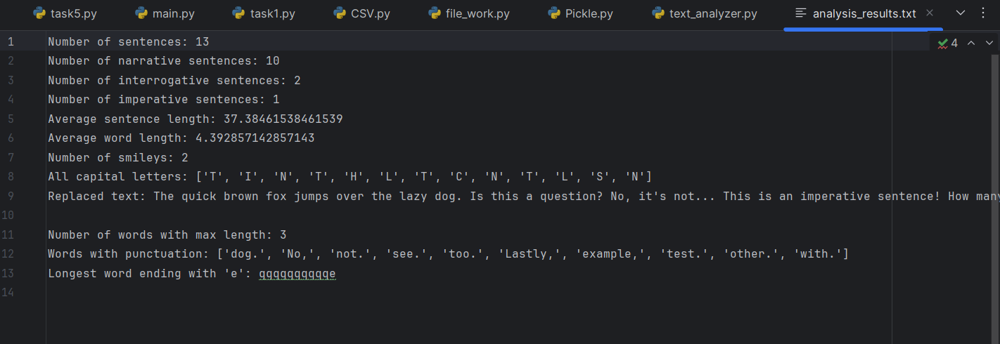 task5.py main.py task1.py CSV.py file_work.py Pickle.py text_analyzer.py analysis_results.txt
4
1 Number of sentences: 13
2 Number of narrative sentences: 10
3 Number of interrogative sentences: 2
4 Number of imperative sentences: 1
5 Average sentence length: 37.38461538461539
6 Average word length: 4.392857142857143
7 Number of smileys: 2
8 All capital letters: ['T', 'I', 'N', 'T', 'H', 'L', 'T', 'C', 'N', 'T', 'L', 'S', 'N']
9 Replaced text: The quick brown fox jumps over the lazy dog. Is this a question? No, it's not... This is an imperative sentence! How many
10
11 Number of words with max length: 3
12 Words with punctuation: ['dog.', 'No,', 'not.', 'see.', 'too.', 'Lastly,', 'example,', 'test.', 'other.', 'with.']
13 Longest word ending with 'e': qqqqqqqqqqe
14